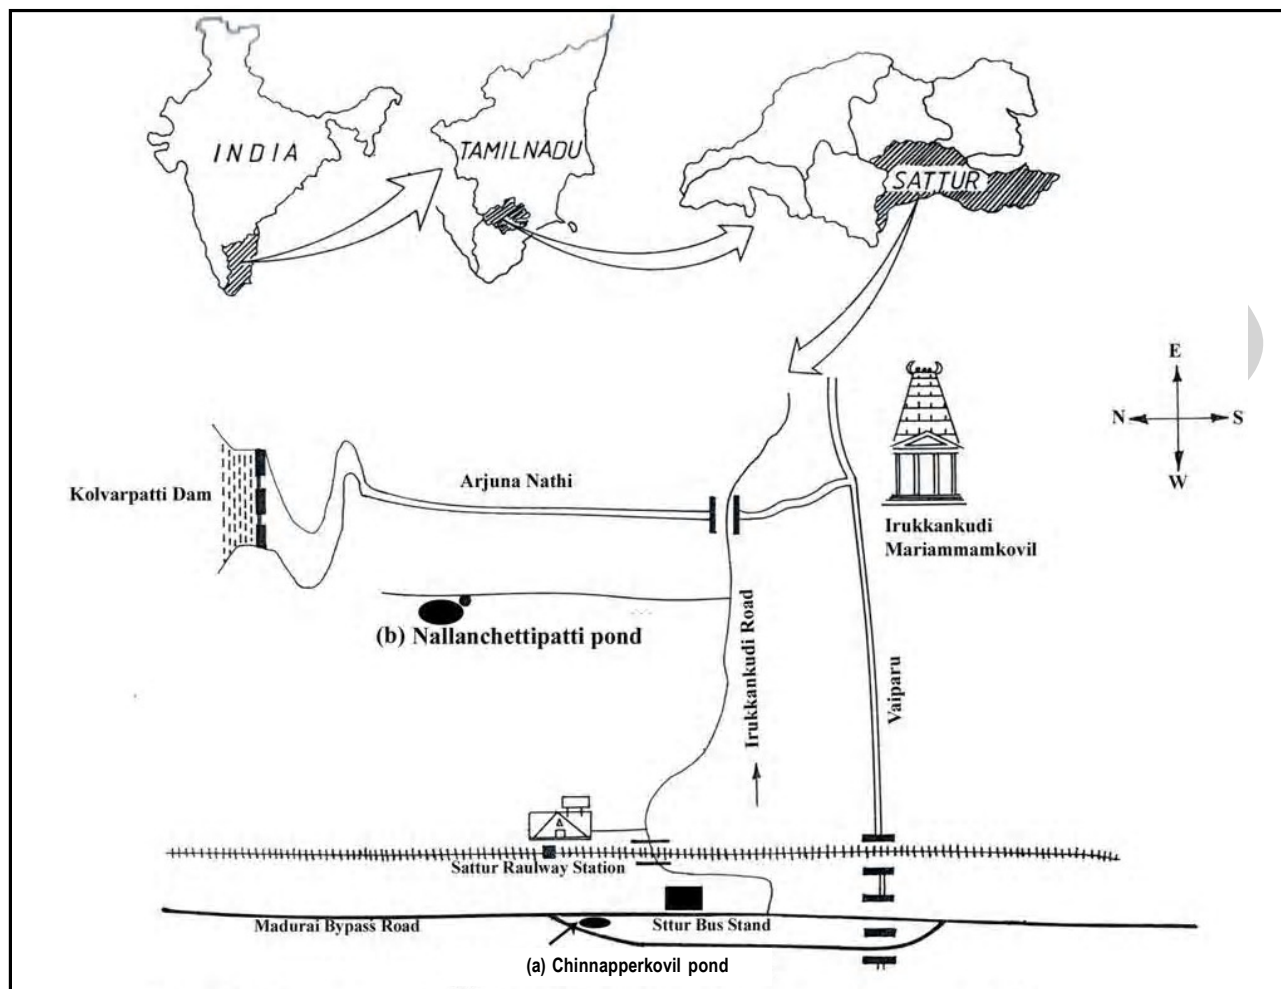 INDIA
TAMILNADU
SATTUR
E
N
S
W
Kolvarpatti Dam
Arjuna Nathi
Irukkankudi
Mariammamkovil
(b) Nallanchettipatti pond
Irukkankudi Road
Vaiparu
Sattur Raulway Station
Madurai Bypass Road
Sttur Bus Stand
(a) Chinnapperkovil pond